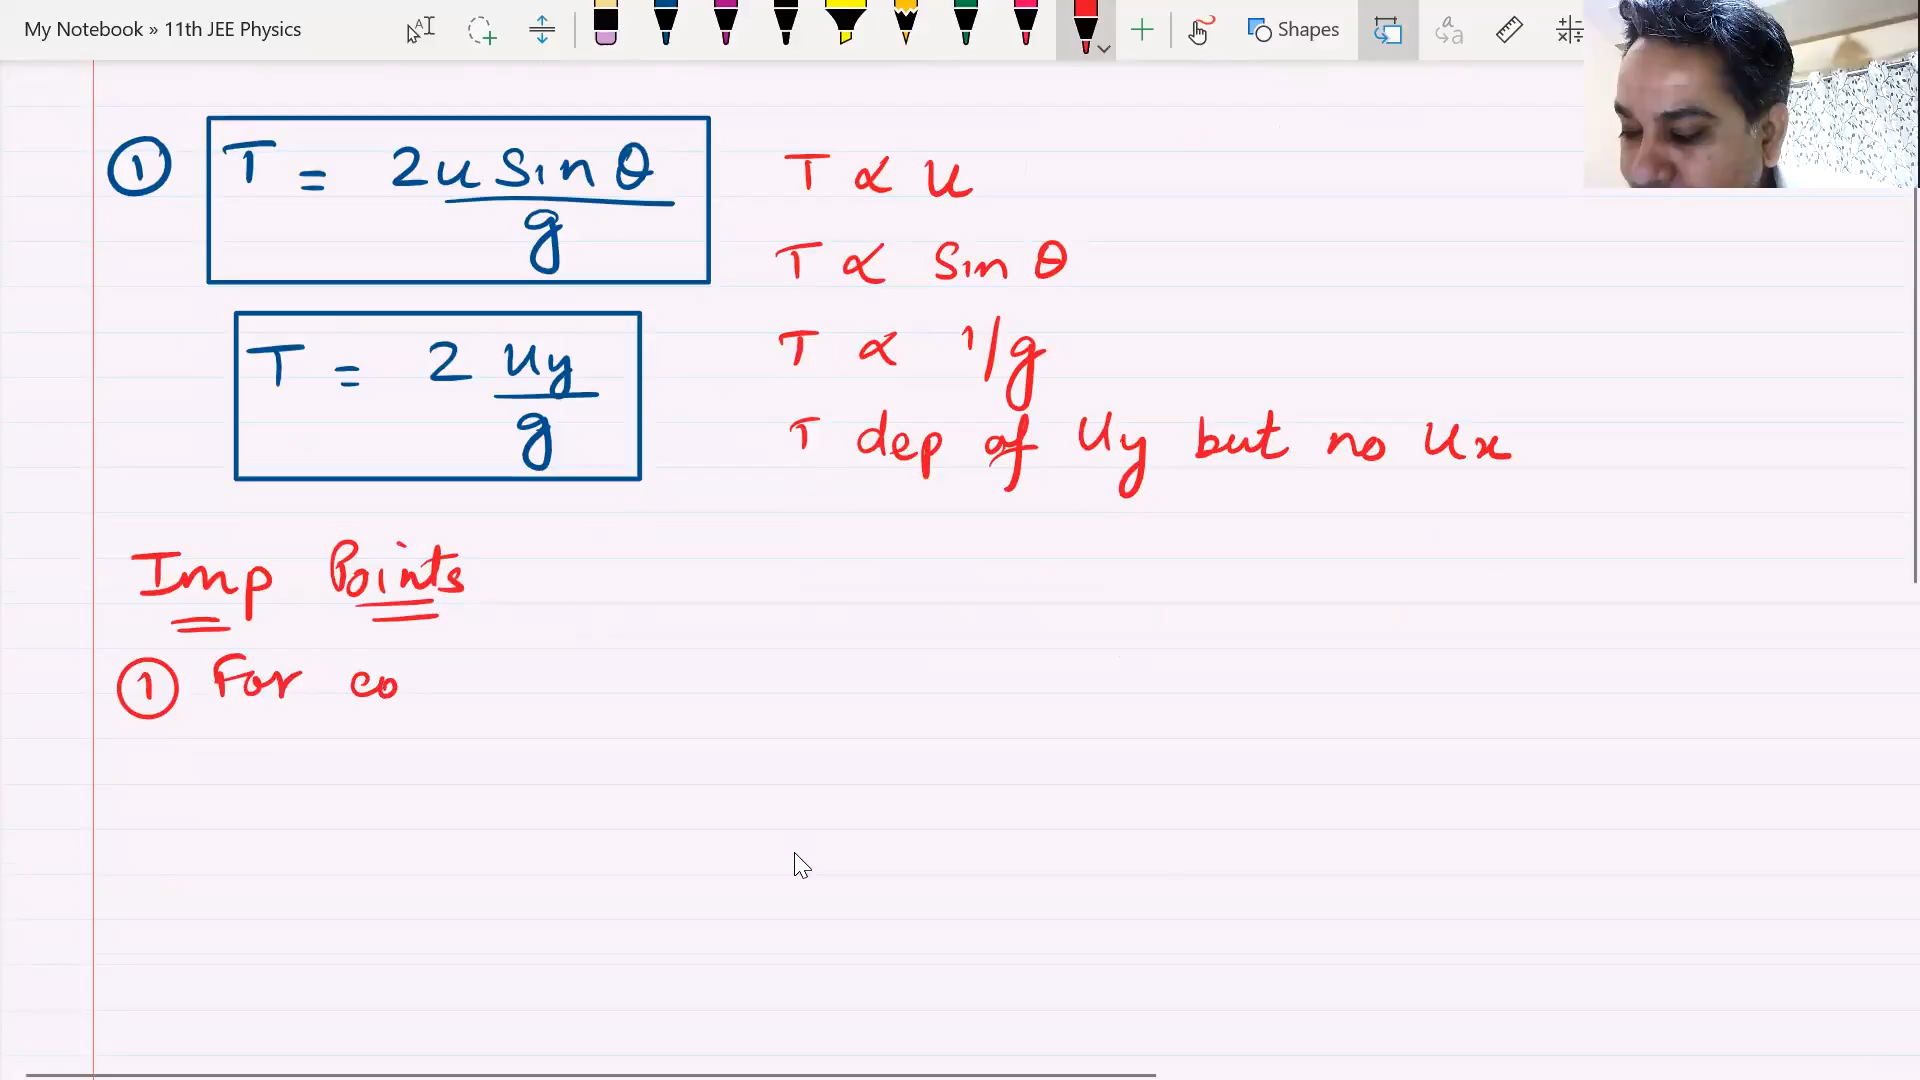 My Notebook » 11th JEE Physics
Shapes
① T = 2u Sin θ / g
T ∝ u
T ∝ Sin θ
T ∝ 1/g
T = 2 uy / g
T dep of uy but no ux
Imp Points
① For co